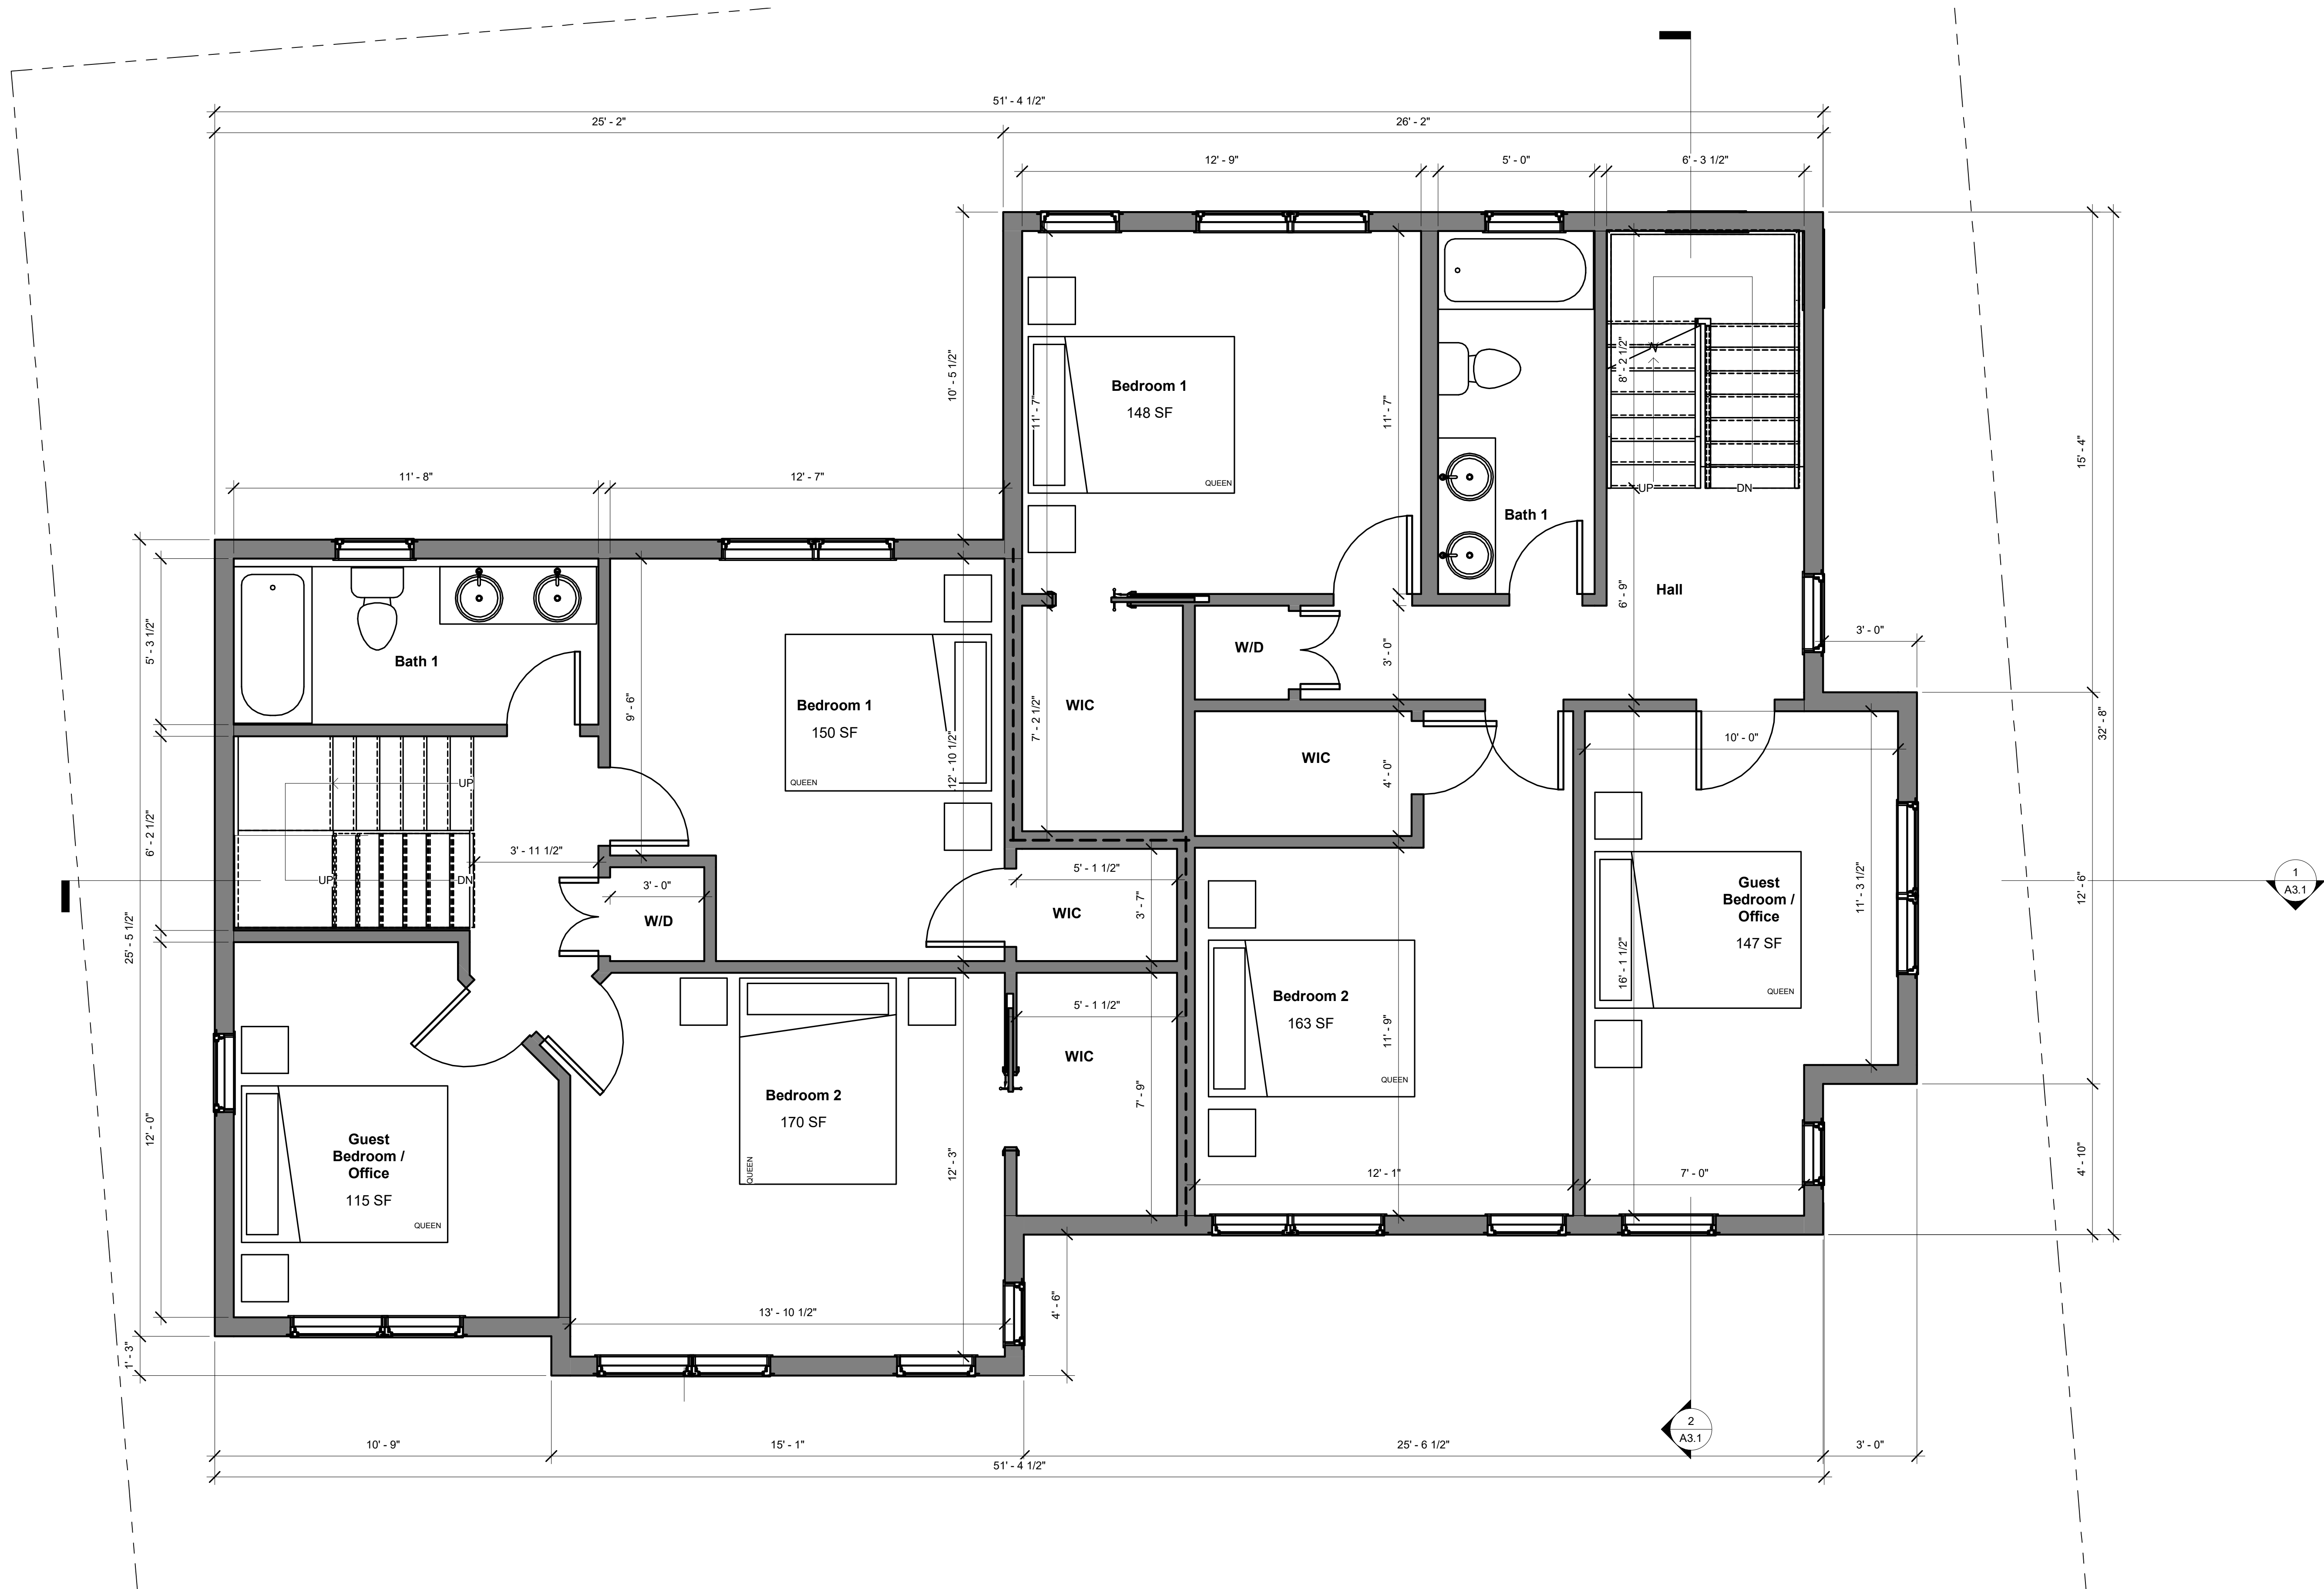 51' - 4 1/2"
25' - 2"
26' - 2"
12' - 9"
5' - 0"
6' - 3 1/2"
10' - 5 1/2"
11' - 7"
Bedroom 1
148 SF
QUEEN
11' - 7"
Bath 1
8' - 2 1/2"
UP
DN
6' - 9"
Hall
15' - 4"
32' - 8"
3' - 0"
11' - 8"
12' - 7"
5' - 3 1/2"
Bath 1
9' - 6"
Bedroom 1
150 SF
QUEEN
12' - 10 1/2"
7' - 2 1/2"
WIC
W/D
3' - 0"
WIC
4' - 0"
10' - 0"
6' - 2 1/2"
25' - 5 1/2"
UP
UP
DN
3' - 11 1/2"
3' - 0"
W/D
5' - 1 1/2"
WIC
3' - 7"
Guest
Bedroom /
Office
147 SF
QUEEN
16' - 1 1/2"
11' - 3 1/2"
12' - 6"
1
A3.1
5' - 1 1/2"
WIC
7' - 9"
Bedroom 2
163 SF
QUEEN
11' - 9"
12' - 0"
Guest
Bedroom /
Office
115 SF
QUEEN
Bedroom 2
170 SF
QUEEN
12' - 3"
12' - 1"
7' - 0"
4' - 10"
13' - 10 1/2"
4' - 6"
1' - 3"
2
A3.1
10' - 9"
15' - 1"
25' - 6 1/2"
3' - 0"
51' - 4 1/2"